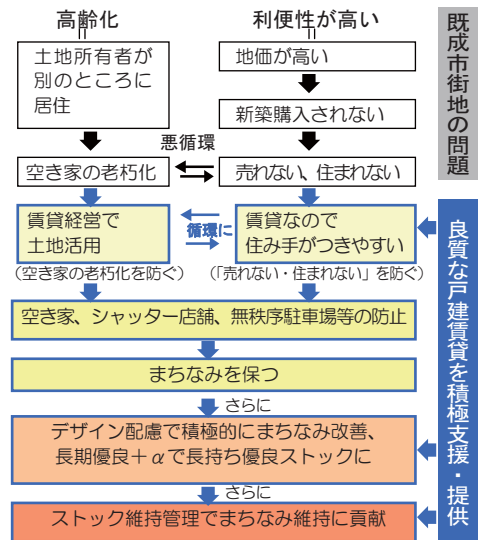 高齢化
利便性が高い
土地所有者が
別のところに
居住
地価が高い
新築購入されない
悪循環
空き家の老朽化
売れない、住まれない
既成市街地の問題
賃貸経営で
土地活用
循環に
賃貸なので
住み手がつきやすい
(空き家の老朽化を防ぐ)
(「売れない・住まれない」を防ぐ)
空き家、シャッター店舗、無秩序駐車場等の防止
まちなみを保つ
さらに
デザイン配慮で積極的にまちなみ改善、
長期優良+αで長持ち優良ストックに
さらに
ストック維持管理でまちなみ維持に貢献
良質な戸建賃貸を積極支援・提供